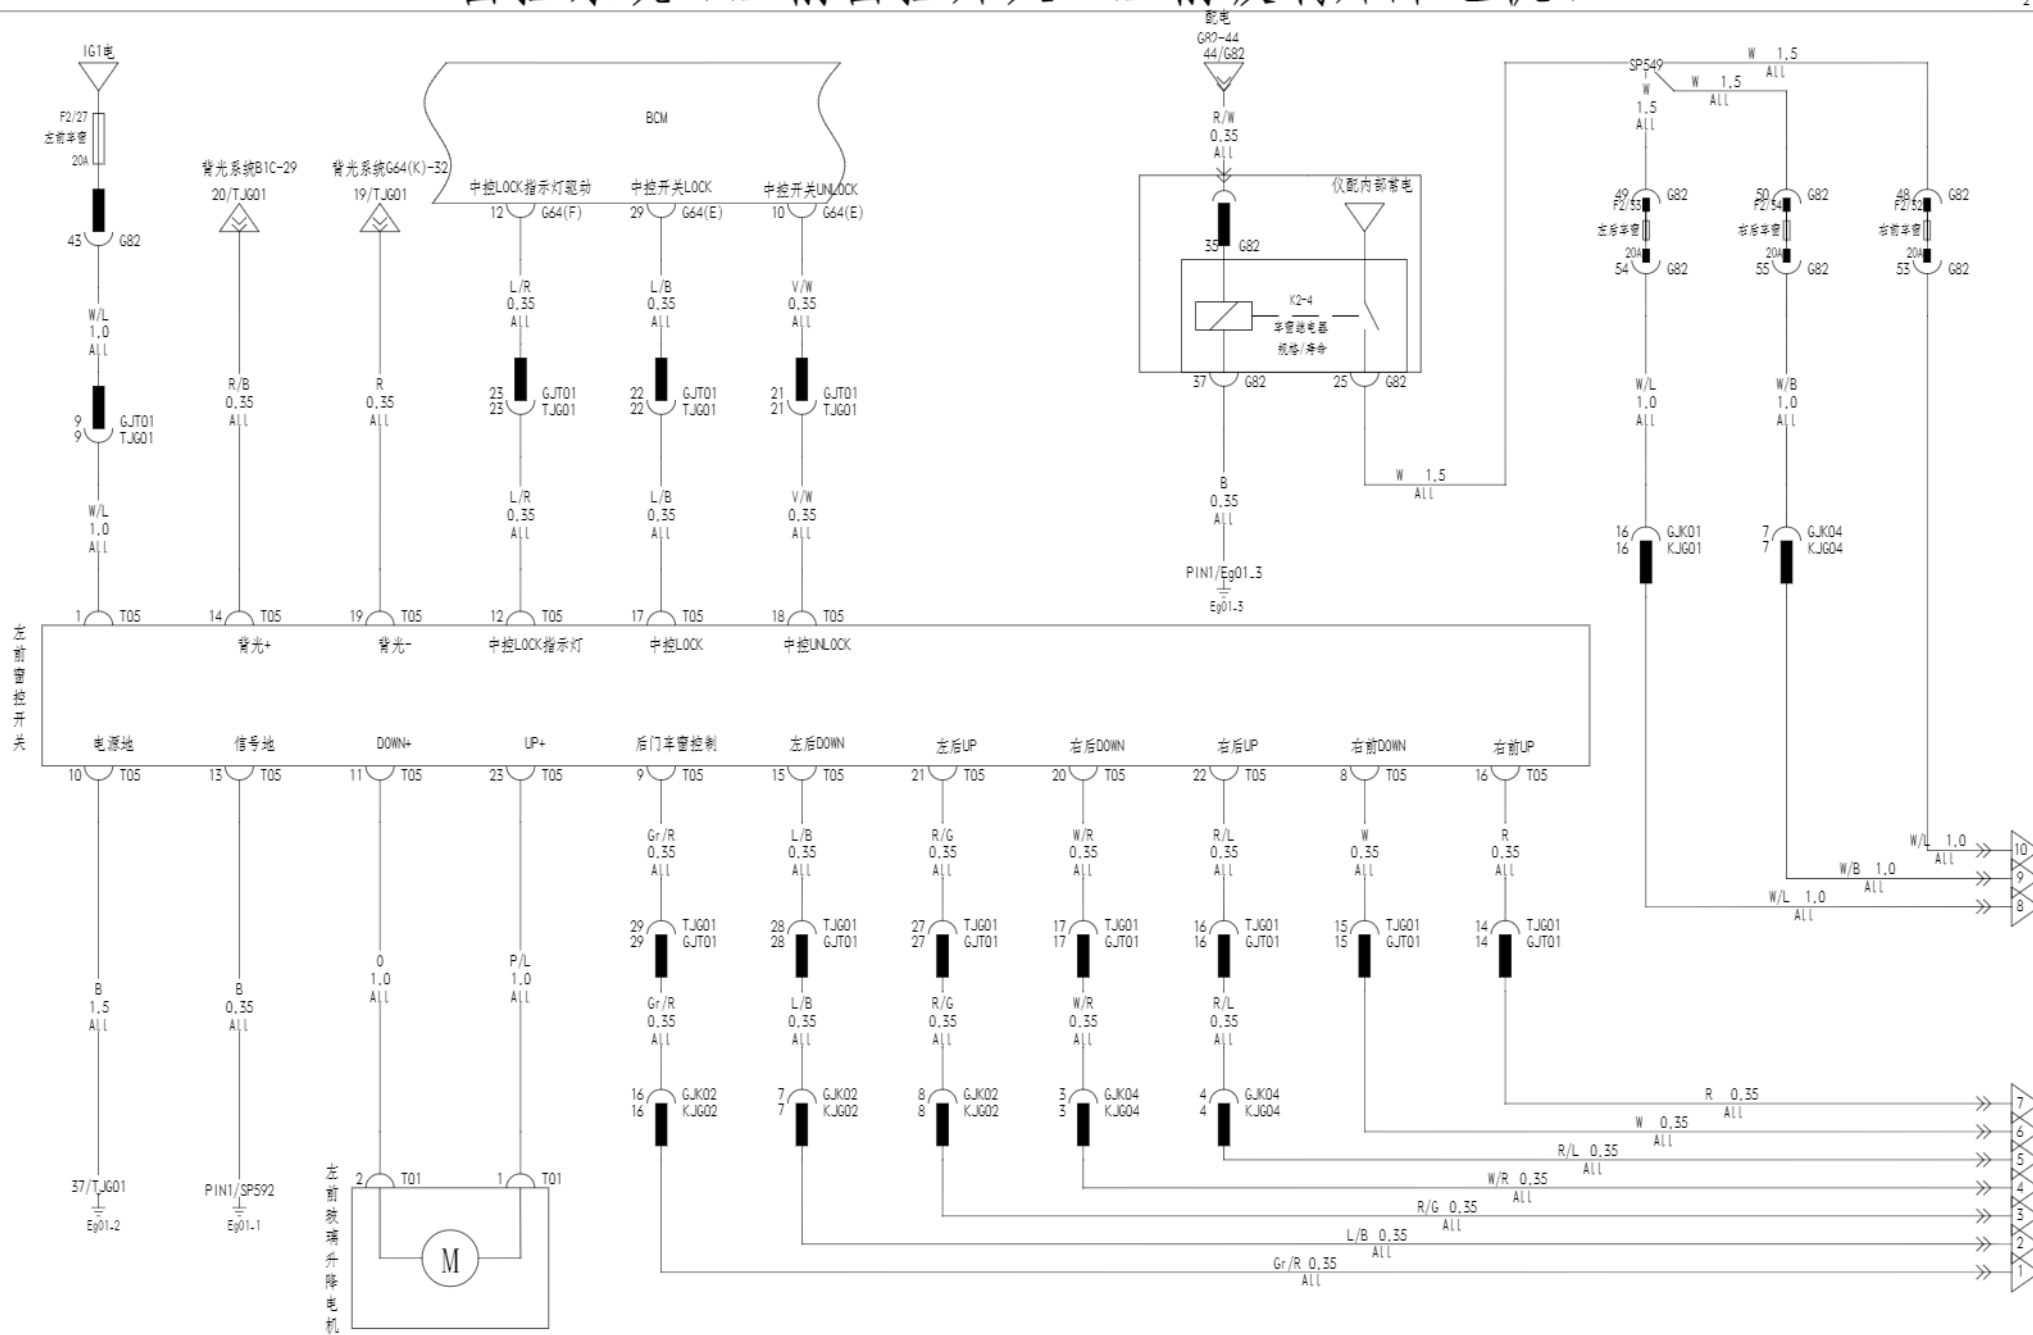 2
IG1电
F2/27
左前车窗
20A
43 G82
W/L
1.0
ALL
9 GJT01
9 TJG01
W/L
1.0
ALL
1 T05
背光系统B1C-29
20/TJG01
R/B
0.35
ALL
14 T05
背光系统G64(K)-32
19/TJG01
R
0.35
ALL
19 T05
BCM
中控LOCK指示灯驱动
12 G64(F)
L/R
0.35
ALL
23 GJT01
23 TJG01
L/R
0.35
ALL
12 T05
中控开关LOCK
29 G64(E)
L/B
0.35
ALL
22 GJT01
22 TJG01
L/B
0.35
ALL
17 T05
中控开关UNLOCK
10 G64(E)
V/W
0.35
ALL
21 GJT01
21 TJG01
V/W
0.35
ALL
18 T05
配电
G82-44
44/G82
R/W
0.35
ALL
仪配内部常电
35 G82
K2-4
车窗继电器
规格/寿命
37 G82
25 G82
B
0.35
ALL
PIN1/Eg01-3
Eg01-3
W 1.5
ALL
SP549
W 1.5
ALL
W 1.5
ALL
W
1.5
ALL
49 G82
F2/33
左后车窗
20A
54 G82
W/L
1.0
ALL
16 GJK01
16 KJG01
50 G82
F2/34
右后车窗
20A
55 G82
W/B
1.0
ALL
7 GJK04
7 KJG04
48 G82
F2/32
右前车窗
20A
53 G82
W/L 1.0
ALL
10
W/B 1.0
ALL
9
W/L 1.0
ALL
8
左前窗控开关
背光+
背光-
中控LOCK指示灯
中控LOCK
中控UNLOCK
电源地
信号地
DOWN+
UP+
后门车窗控制
左后DOWN
左后UP
右后DOWN
右后UP
右前DOWN
右前UP
10 T05
B
1.5
ALL
37/TJG01
Eg01-2
13 T05
B
0.35
ALL
PIN1/SP592
Eg01-1
11 T05
O
1.0
ALL
2 T01
23 T05
P/L
1.0
ALL
1 T01
左前玻璃升降电机
M
9 T05
Gr/R
0.35
ALL
29 TJG01
29 GJT01
Gr/R
0.35
ALL
16 GJK02
16 KJG02
15 T05
L/B
0.35
ALL
28 TJG01
28 GJT01
L/B
0.35
ALL
7 GJK02
7 KJG02
21 T05
R/G
0.35
ALL
27 TJG01
27 GJT01
R/G
0.35
ALL
8 GJK02
8 KJG02
20 T05
W/R
0.35
ALL
17 TJG01
17 GJT01
W/R
0.35
ALL
3 GJK04
3 KJG04
22 T05
R/L
0.35
ALL
16 TJG01
16 GJT01
R/L
0.35
ALL
4 GJK04
4 KJG04
8 T05
W
0.35
ALL
15 TJG01
15 GJT01
16 T05
R
0.35
ALL
14 TJG01
14 GJT01
R 0.35
ALL
7
W 0.35
ALL
6
R/L 0.35
ALL
5
W/R 0.35
ALL
4
R/G 0.35
ALL
3
L/B 0.35
ALL
2
Gr/R 0.35
ALL
1